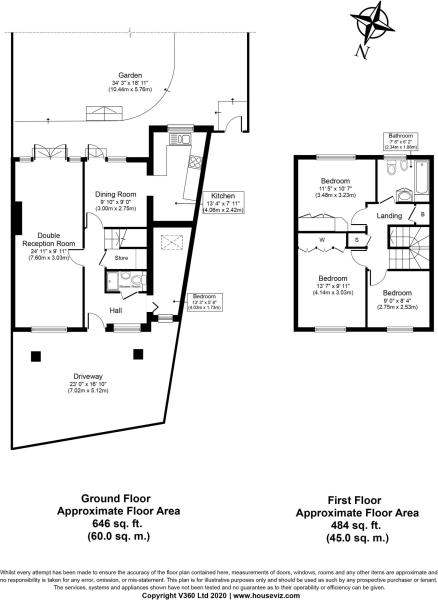 N
Garden
34' 3" x 18' 11"
(10.44m x 5.76m)
Dining Room
9' 10" x 9' 0"
(3.00m x 2.75m)
Kitchen
13' 4" x 7' 11"
(4.06m x 2.42m)
Double
Reception Room
24' 11" x 9' 11"
(7.60m x 3.03m)
Store
Hall
Bedroom
13' 3" x 5' 8"
(4.03m x 1.73m)
Driveway
23' 0" x 16' 10"
(7.02m x 5.12m)
Bathroom
7' 8" x 6' 2"
(2.34m x 1.88m)
Bedroom
11' 5" x 10' 7"
(3.48m x 3.23m)
Landing
B
W
S
Bedroom
13' 7" x 9' 11"
(4.14m x 3.03m)
Bedroom
9' 0" x 8' 4"
(2.75m x 2.53m)
Ground Floor
Approximate Floor Area
646 sq. ft.
(60.0 sq. m.)
First Floor
Approximate Floor Area
484 sq. ft.
(45.0 sq. m.)
Whilst every attempt has been made to ensure the accuracy of the floor plan contained here, measurements of doors, windows, rooms and any other items are approximate and
no responsibility is taken for any error, omission, or mis-statement. This plan is for illustrative purposes only and should be used as such by any prospective purchaser or tenant.
The services, systems and appliances shown have not been tested and no guarantee as to their operability or efficiency can be given.
Copyright V360 Ltd 2020 | www.houseviz.com